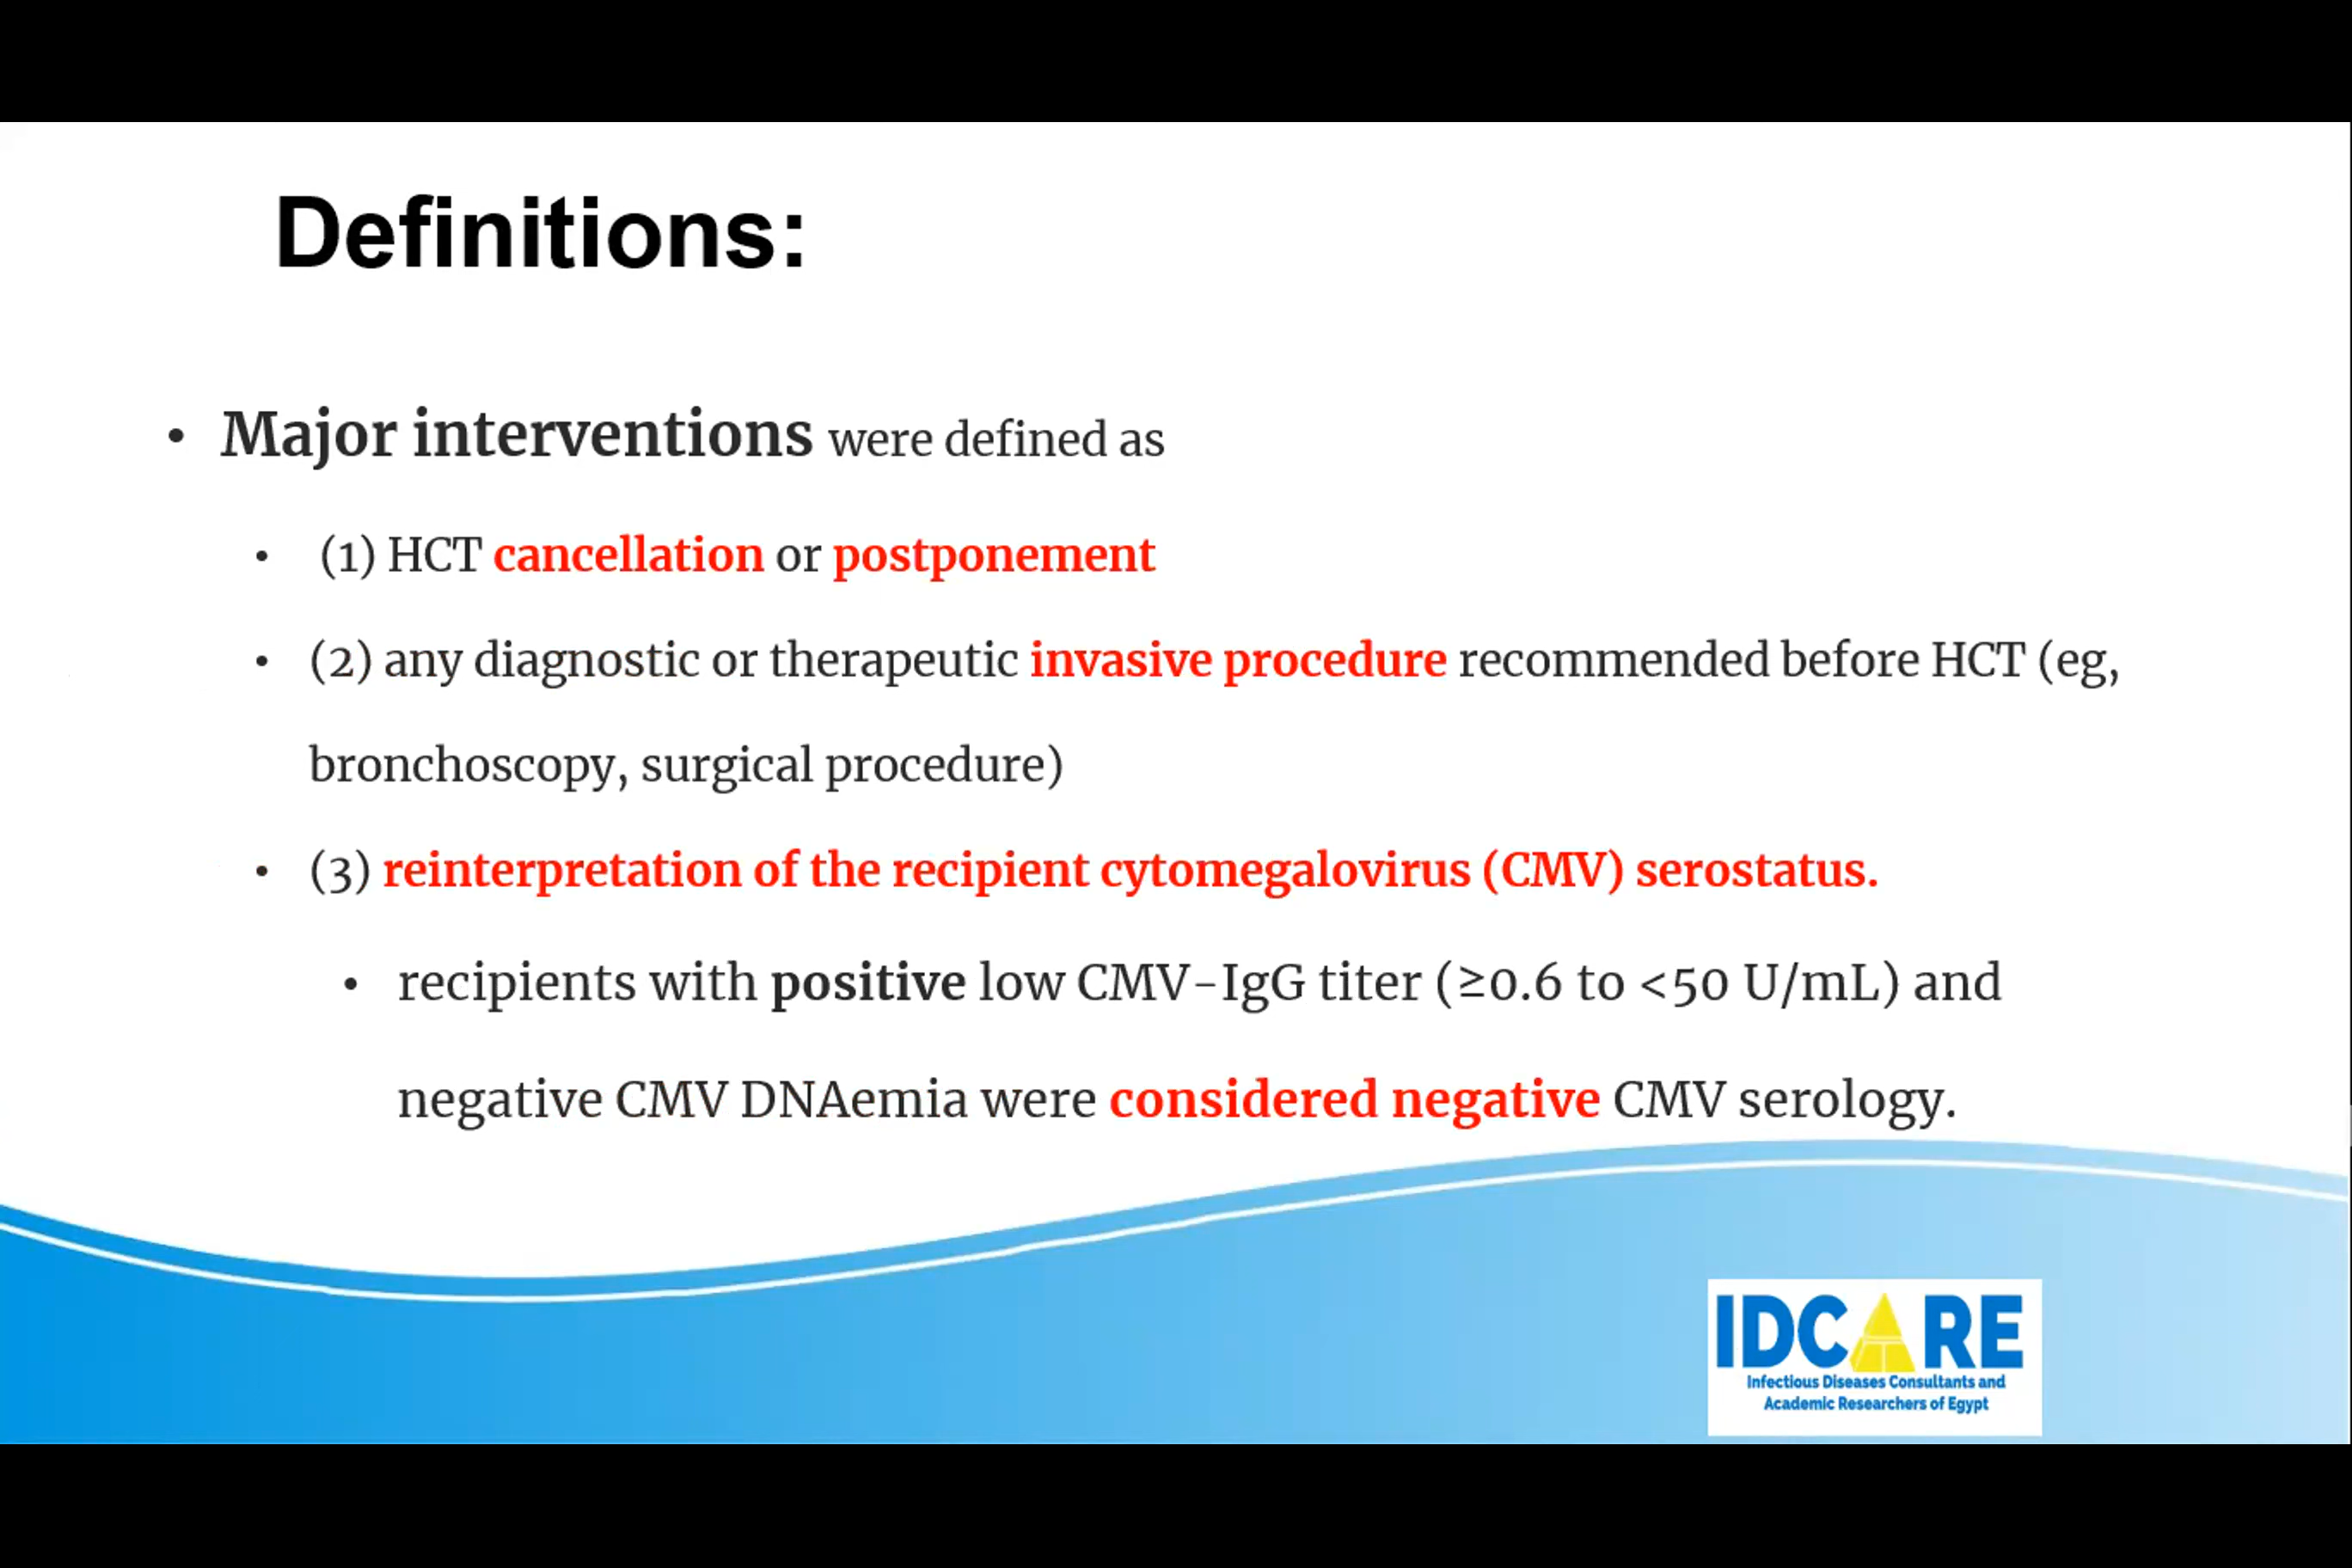 Definitions:
• Major interventions were defined as
• (1) HCT cancellation or postponement
• (2) any diagnostic or therapeutic invasive procedure recommended before HCT (eg,
bronchoscopy, surgical procedure)
• (3) reinterpretation of the recipient cytomegalovirus (CMV) serostatus.
• recipients with positive low CMV-IgG titer (≥0.6 to <50 U/mL) and
negative CMV DNAemia were considered negative CMV serology.
IDCARE
Infectious Diseases Consultants and
Academic Researchers of Egypt